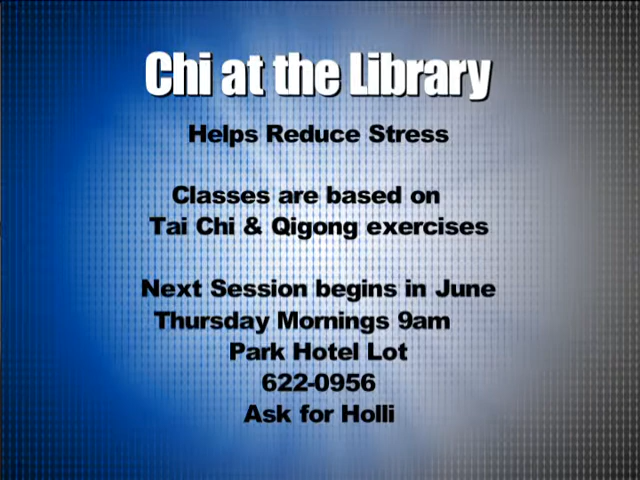 Chi at the Library
Helps Reduce Stress
Classes are based on
Tai Chi & Qigong exercises
Next Session begins in June
Thursday Mornings 9am
Park Hotel Lot
622-0956
Ask for Holli